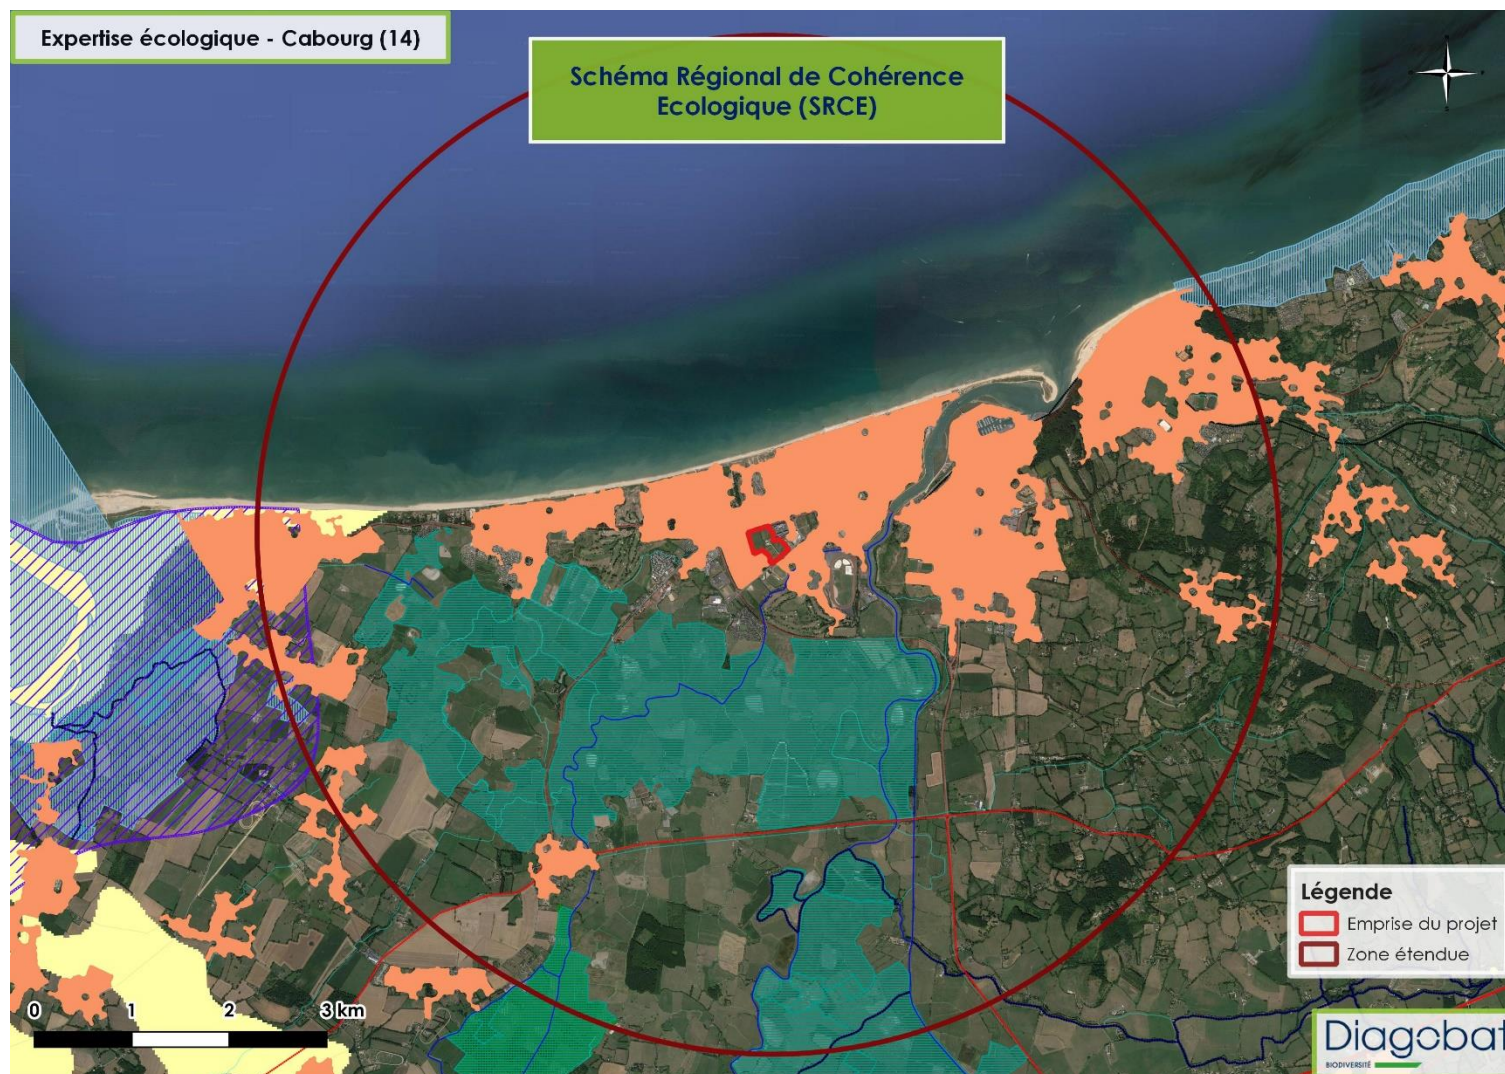 Expertise écologique - Cabourg (14)
Schéma Régional de Cohérence
Ecologique (SRCE)
Légende
Emprise du projet
Zone étendue
0 1 2 3 km
Diagobat
BIODIVERSITÉ